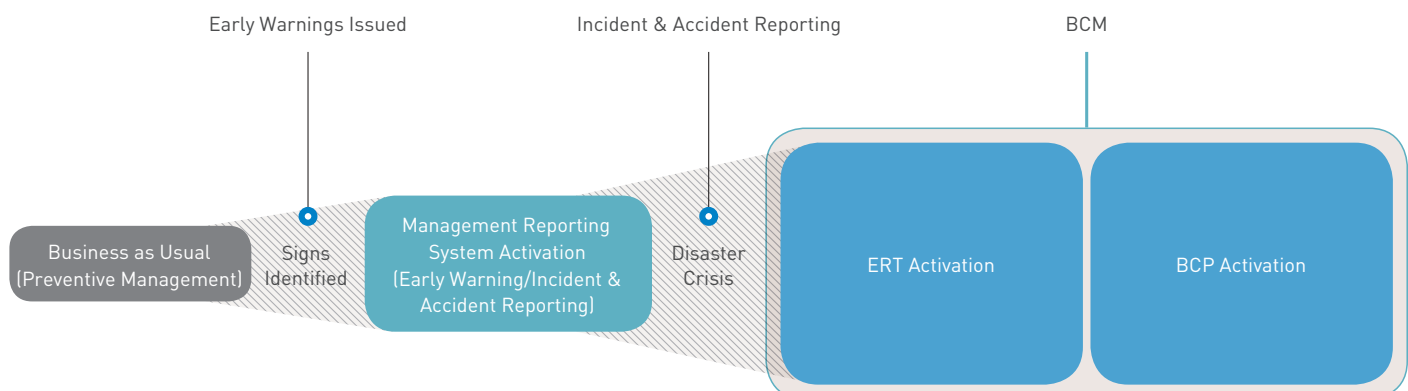 Early Warnings Issued
Incident & Accident Reporting
BCM
Business as Usual
(Preventive Management)
Signs
Identified
Management Reporting
System Activation
(Early Warning/Incident &
Accident Reporting)
Disaster
Crisis
ERT Activation
BCP Activation